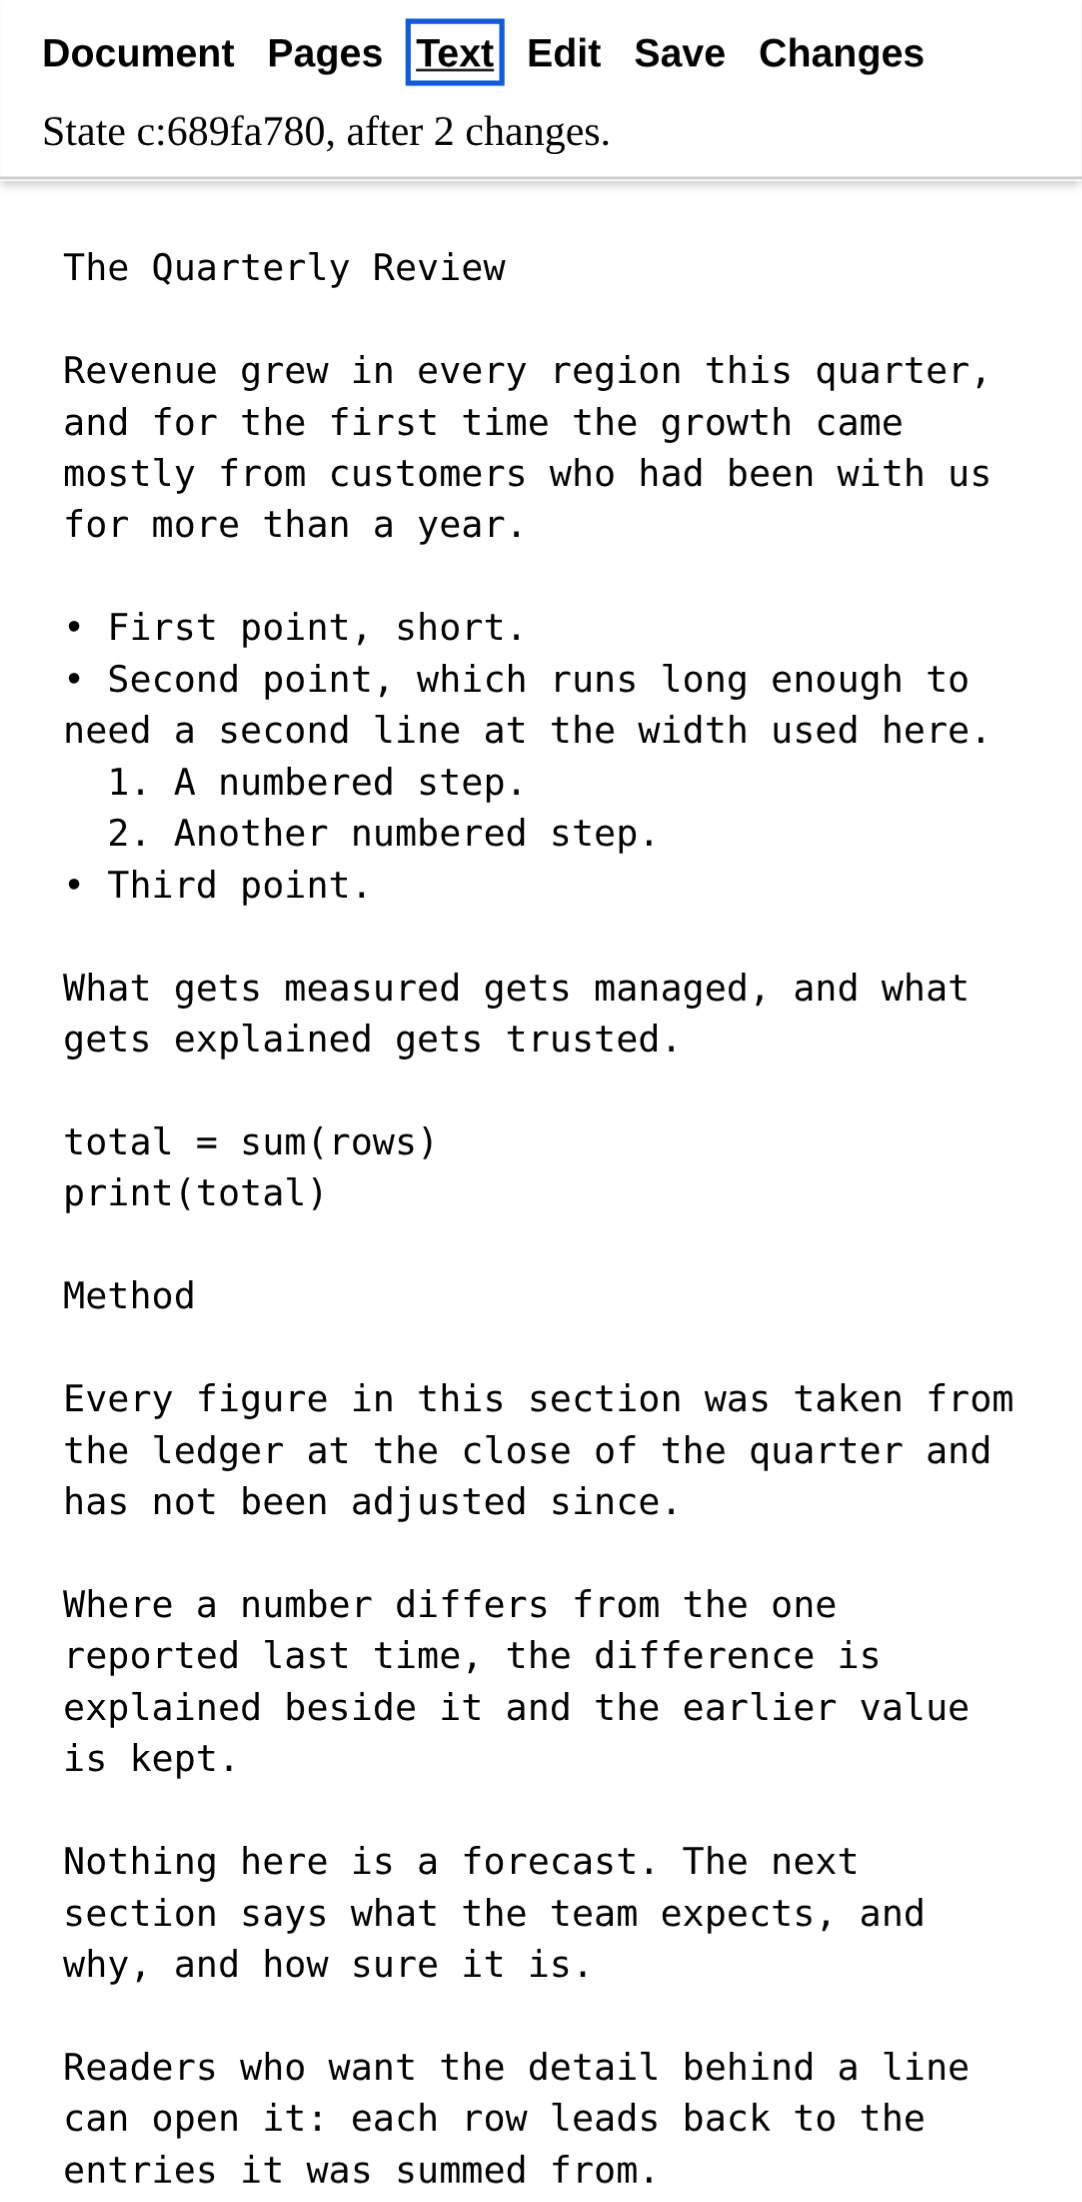 Document Pages Text Edit Save Changes
State c:689fa780, after 2 changes.
The Quarterly Review
Revenue grew in every region this quarter,
and for the first time the growth came
mostly from customers who had been with us
for more than a year.
• First point, short.
• Second point, which runs long enough to
need a second line at the width used here.
1. A numbered step.
2. Another numbered step.
• Third point.
What gets measured gets managed, and what
gets explained gets trusted.
total = sum(rows)
print(total)
Method
Every figure in this section was taken from
the ledger at the close of the quarter and
has not been adjusted since.
Where a number differs from the one
reported last time, the difference is
explained beside it and the earlier value
is kept.
Nothing here is a forecast. The next
section says what the team expects, and
why, and how sure it is.
Readers who want the detail behind a line
can open it: each row leads back to the
entries it was summed from.